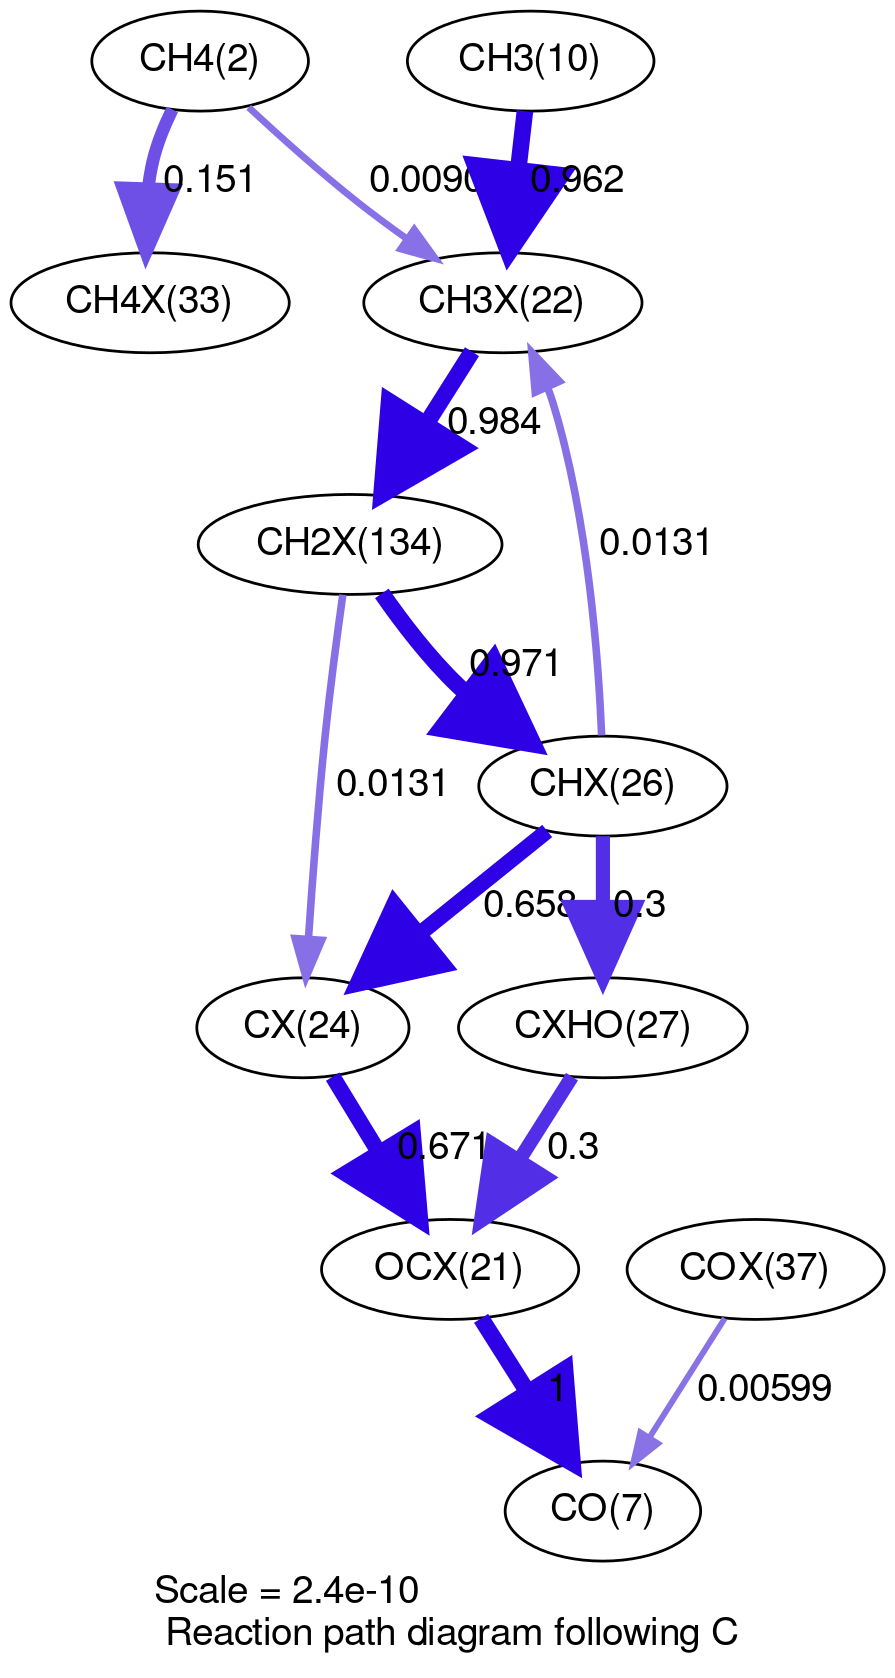 CH4(2)
CH3(10)
0.151
0.962
CH4X(33)
CH3X(22)
0.984
CH2X(134)
0.0131
0.971
0.0131
CHX(26)
0.658
0.3
CX(24)
CXHO(27)
0.671
0.3
OCX(21)
COX(37)
1
0.00599
CO(7)
Scale = 2.4e-10
Reaction path diagram following C